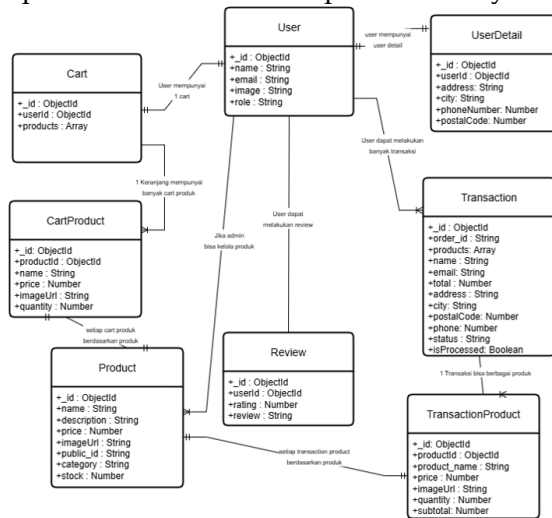 User
+_id : ObjectId
+name : String
+email : String
+image : String
+role : String
user mempunyai
user detail
UserDetail
+_id : ObjectId
+userId : ObjectId
+address: String
+city: String
+phoneNumber: Number
+postalCode: Number
Cart
+_id : ObjectId
+userId : ObjectId
+products : Array
User mempunyai
1 cart
User dapat melakukan
banyak transaksi
1 Keranjang mempunyai
banyak cart produk
CartProduct
+_id: ObjectId
+productId : ObjectId
+name : String
+price : Number
+imageUrl : String
+quantity : Number
Jika admin
bisa kelola produk
User dapat
melakukan review
Transaction
+_id : ObjectId
+order_id : String
+products: Array
+name : String
+email: String
+total : Number
+address : String
+city: String
+postalCode: Number
+phone: Number
+status : String
+isProcessed: Boolean
setiap cart produk
berdasarkan produk
Product
+_id : ObjectId
+name : String
+description : String
+price : Number
+imageUrl : String
+public_id : String
+category : String
+stock : Number
Review
+_id : ObjectId
+userId : ObjectId
+rating : Number
+review : String
1 Transaksi bisa berbagai produk
TransactionProduct
+_id: ObjectId
+productId : ObjectId
+product_name : String
+price : Number
+imageUrl : String
+quantity : Number
+subtotal: Number
setiap transaction product
berdasarkan produk